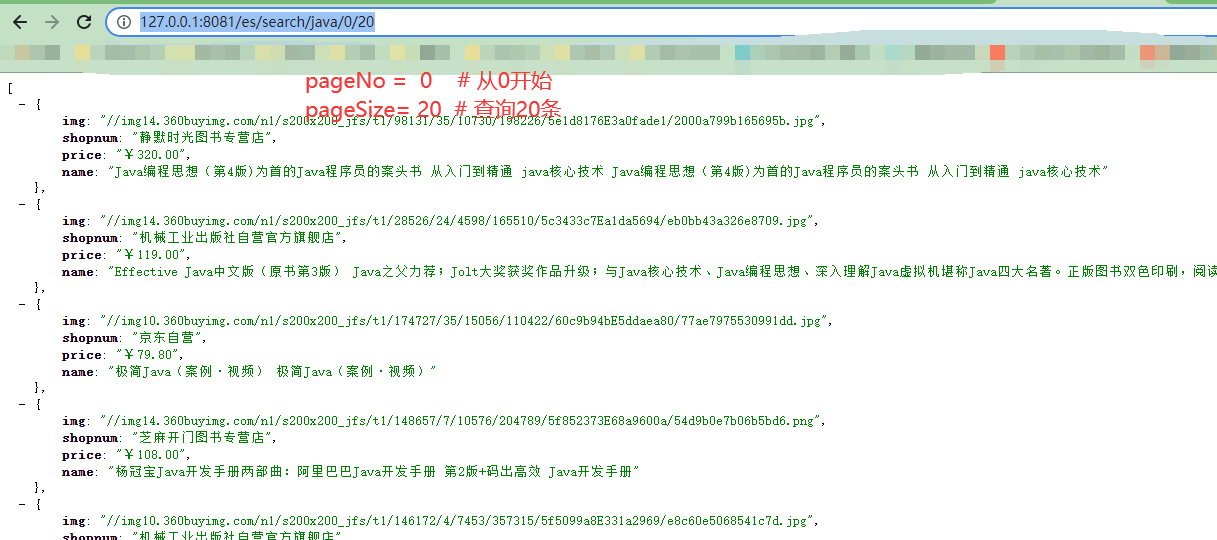 127.0.0.1:8081/es/search/java/0/20
pageNo = 0 # 从0开始
pageSize= 20 # 查询20条
[
- {
img: "//img14.360buyimg.com/n1/s200x200_jfs/t1/98131/35/10730/198226/5e1d8176E3a0fade1/2000a799b165695b.jpg",
shopnum: "静默时光图书专营店",
price: "￥320.00",
name: "Java编程思想（第4版)为首的Java程序员的案头书 从入门到精通 java核心技术 Java编程思想（第4版)为首的Java程序员的案头书 从入门到精通 java核心技术"
},
- {
img: "//img14.360buyimg.com/n1/s200x200_jfs/t1/28526/24/4598/165510/5c3433c7Ea1da5694/eb0bb43a326e8709.jpg",
shopnum: "机械工业出版社自营官方旗舰店",
price: "￥119.00",
name: "Effective Java中文版（原书第3版） Java之父力荐；Jolt大奖获奖作品升级；与Java核心技术、Java编程思想、深入理解Java虚拟机堪称Java四大名著。正版图书双色印刷，阅读
},
- {
img: "//img10.360buyimg.com/n1/s200x200_jfs/t1/174727/35/15056/110422/60c9b94bE5ddaea80/77ae7975530991dd.jpg",
shopnum: "京东自营",
price: "￥79.80",
name: "极简Java（案例·视频） 极简Java（案例·视频）"
},
- {
img: "//img14.360buyimg.com/n1/s200x200_jfs/t1/148657/7/10576/204789/5f852373E68a9600a/54d9b0e7b06b5bd6.png",
shopnum: "芝麻开门图书专营店",
price: "￥108.00",
name: "杨冠宝Java开发手册两部曲：阿里巴巴Java开发手册 第2版+码出高效 Java开发手册"
},
- {
img: "//img10.360buyimg.com/n1/s200x200_jfs/t1/146172/4/7453/357315/5f5099a8E331a2969/e8c60e5068541c7d.jpg",
shopnum: "机械工业出版社自营官方旗舰店"